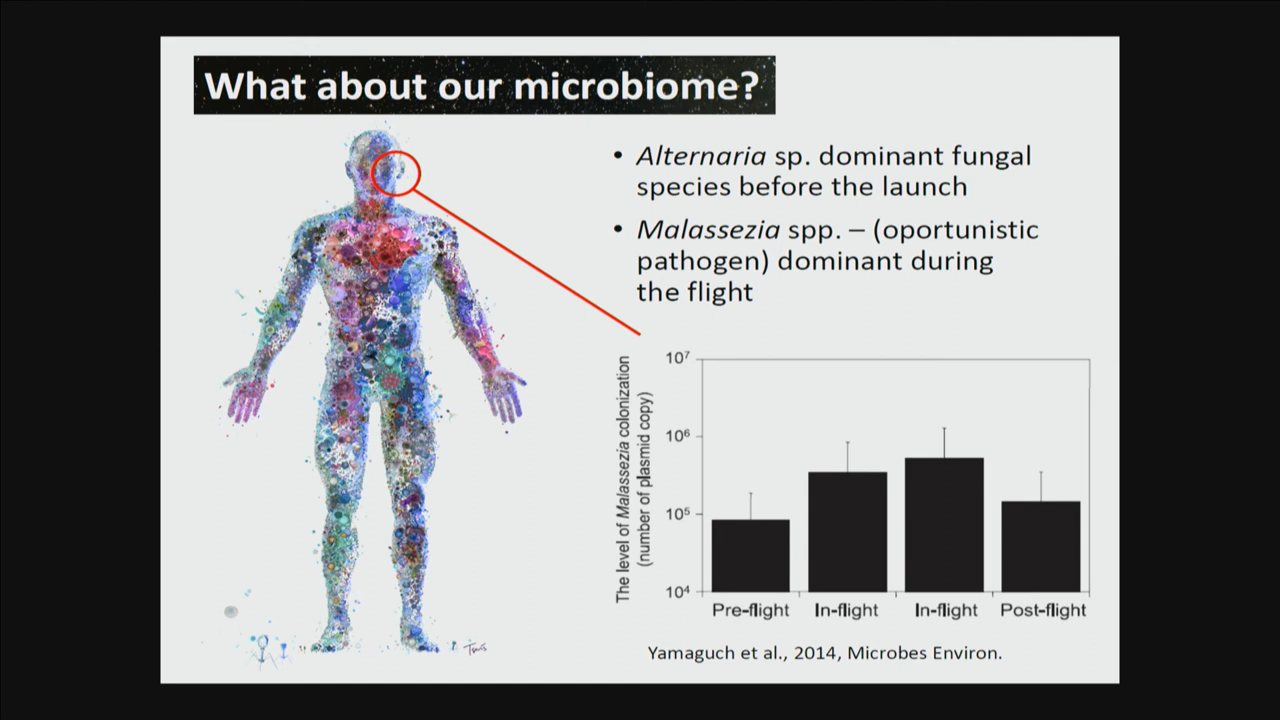 What about our microbiome?
• Alternaria sp. dominant fungal
species before the launch
• Malassezia spp. – (oportunistic
pathogen) dominant during
the flight
The level of Malassezia colonization
(number of plasmid copy)
10⁷
10⁶
10⁵
10⁴
Pre-flight In-flight In-flight Post-flight
Yamaguch et al., 2014, Microbes Environ.